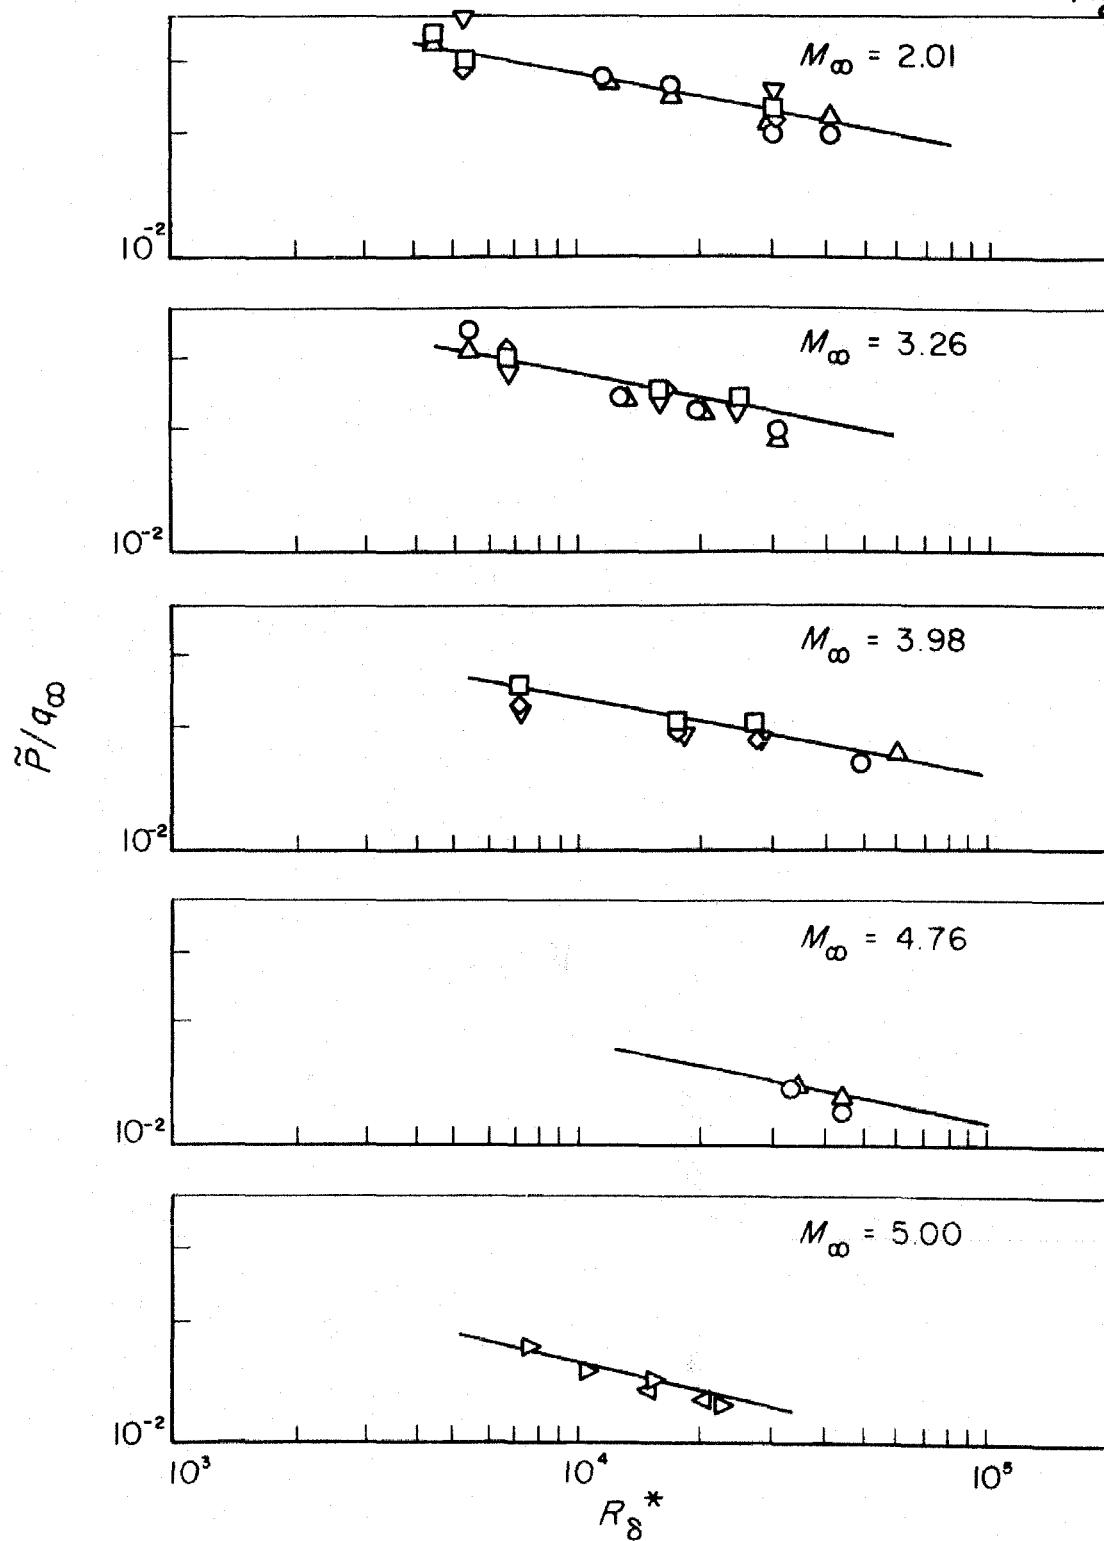 M∞ = 2.01
10⁻²
M∞ = 3.26
10⁻²
M∞ = 3.98
P̃/q∞
10⁻²
M∞ = 4.76
10⁻²
M∞ = 5.00
10⁻²
10³ 10⁴ 10⁵
R_δ*